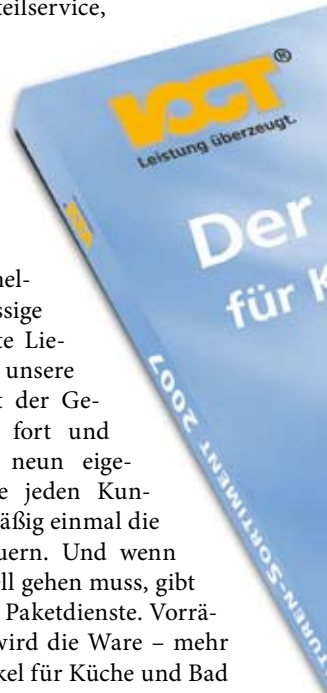 teilservice,
VOGT®
Leistung überzeugt.
Der
für K
TUREN-SORTIMENT 2007
nel-
ssige
te Lie-
unsere
t der Ge-
fort und
neun eige-
e jeden Kun-
äßig einmal die
uern. Und wenn
ell gehen muss, gibt
Paketdienste. Vorrä-
wird die Ware – mehr
kel für Küche und Bad